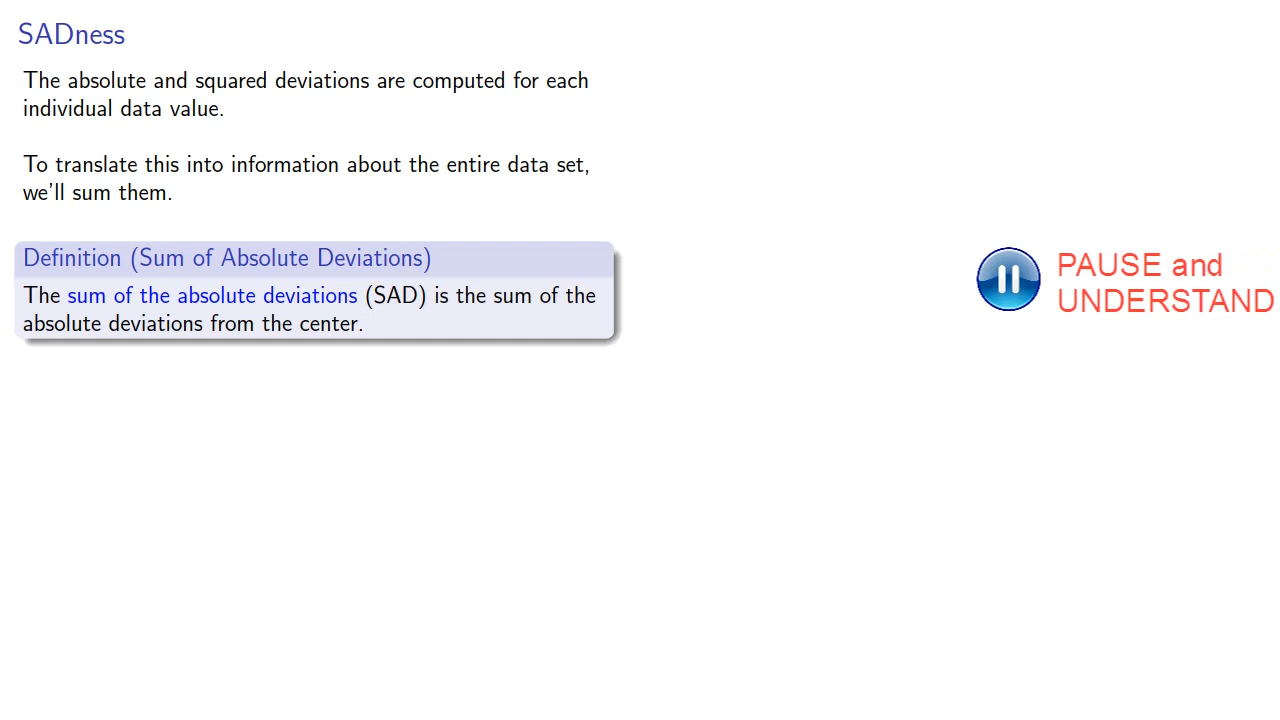 SADness
The absolute and squared deviations are computed for each
individual data value.
To translate this into information about the entire data set,
we'll sum them.
Definition (Sum of Absolute Deviations)
The sum of the absolute deviations (SAD) is the sum of the
absolute deviations from the center.
PAUSE and
UNDERSTAND